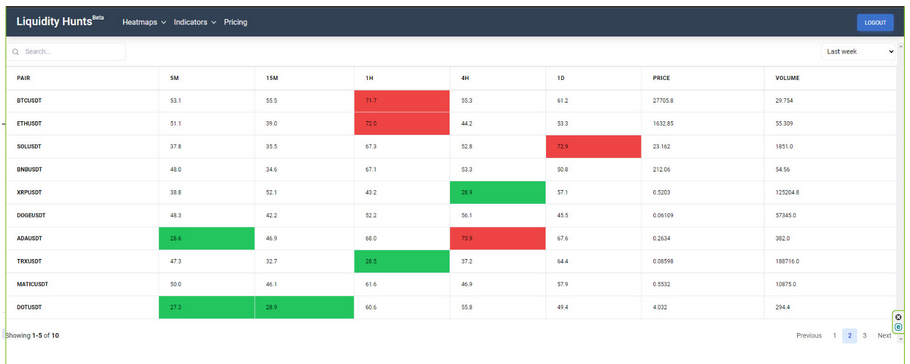 Liquidity Hunts Beta Heatmaps Indicators Pricing LOGOUT
Search... Last week
PAIR 5M 15M 1H 4H 1D PRICE VOLUME
BTCUSDT 53.1 55.5 71.7 55.3 61.2 27705.8 29.754
ETHUSDT 51.1 39.0 72.0 44.2 53.3 1632.85 55.309
SOLUSDT 37.8 35.5 67.3 52.8 72.9 23.162 1851.0
BNBUSDT 48.0 34.6 67.1 53.3 50.8 212.06 54.56
XRPUSDT 38.8 52.1 43.2 28.9 57.1 0.5203 125204.8
DOGEUSDT 48.3 42.2 52.2 56.1 45.5 0.06109 57345.0
ADAUSDT 28.6 46.9 68.0 73.9 67.6 0.2634 382.0
TRXUSDT 47.3 32.7 28.5 37.2 64.4 0.08598 188716.0
MATICUSDT 50.0 46.1 61.6 46.9 57.9 0.5532 10875.0
DOTUSDT 27.3 28.9 60.6 55.8 49.4 4.032 294.4
Showing 1-5 of 10 Previous 1 2 3 Next